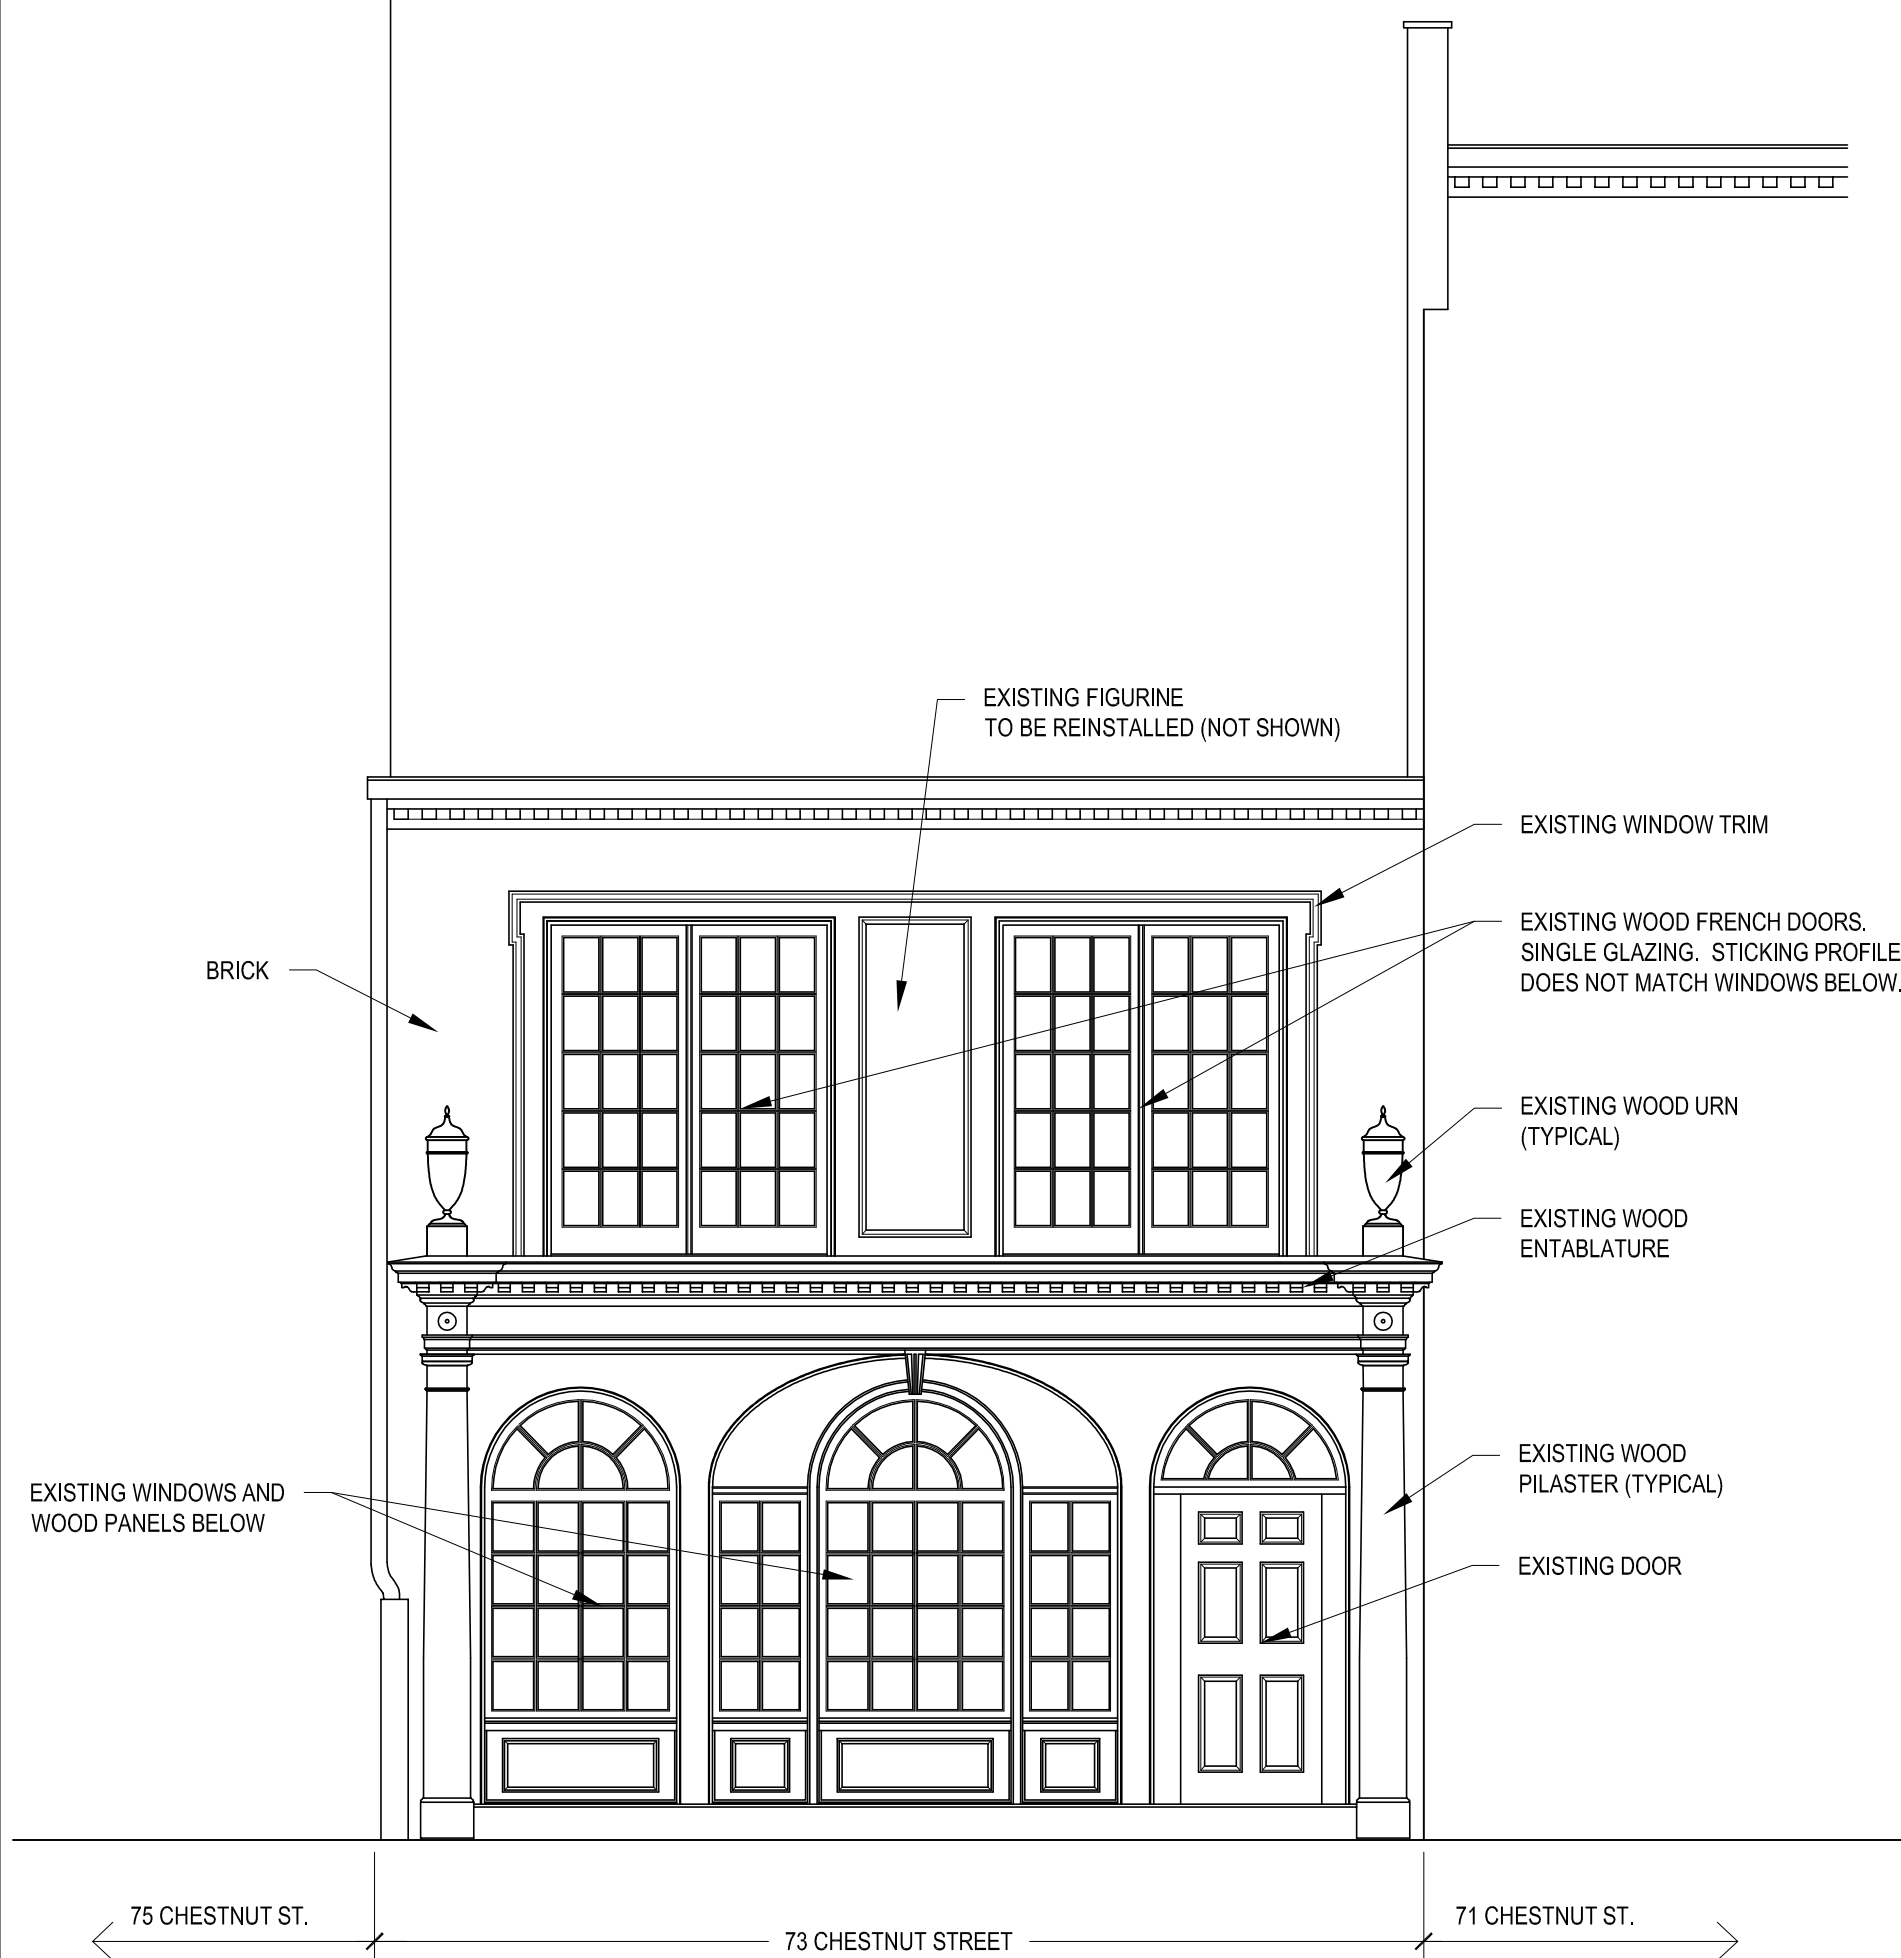 EXISTING FIGURINE
TO BE REINSTALLED (NOT SHOWN)
EXISTING WINDOW TRIM
EXISTING WOOD FRENCH DOORS.
SINGLE GLAZING. STICKING PROFILE
DOES NOT MATCH WINDOWS BELOW.
BRICK
EXISTING WOOD URN
(TYPICAL)
EXISTING WOOD
ENTABLATURE
EXISTING WOOD
PILASTER (TYPICAL)
EXISTING WINDOWS AND
WOOD PANELS BELOW
EXISTING DOOR
75 CHESTNUT ST.
73 CHESTNUT STREET
71 CHESTNUT ST.